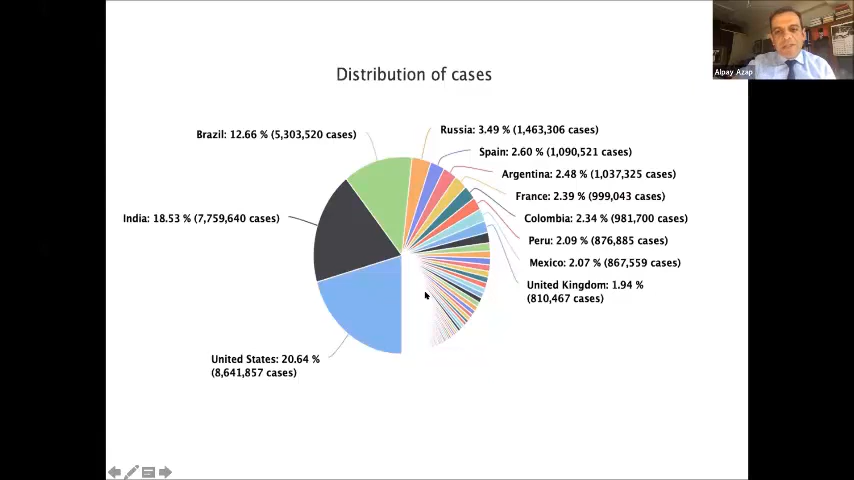 Alpay Azap
Distribution of cases
Brazil: 12.66 % (5,303,520 cases)
Russia: 3.49 % (1,463,306 cases)
Spain: 2.60 % (1,090,521 cases)
Argentina: 2.48 % (1,037,325 cases)
France: 2.39 % (999,043 cases)
India: 18.53 % (7,759,640 cases)
Colombia: 2.34 % (981,700 cases)
Peru: 2.09 % (876,885 cases)
Mexico: 2.07 % (867,559 cases)
United Kingdom: 1.94 %
(810,467 cases)
United States: 20.64 %
(8,641,857 cases)